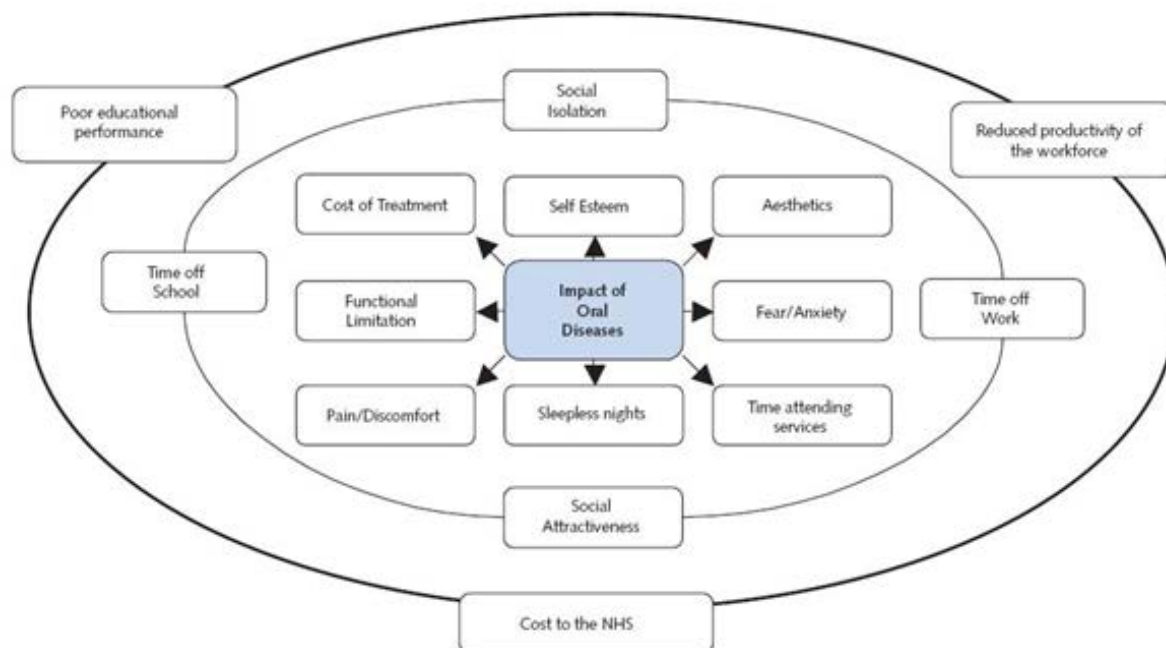 Social
Isolation
Poor educational
performance
Reduced productivity of
the workforce
Cost of Treatment
Self Esteem
Aesthetics
Time off
School
Functional
Limitation
Impact of
Oral
Diseases
Fear/Anxiety
Time off
Work
Pain/Discomfort
Sleepless nights
Time attending
services
Social
Attractiveness
Cost to the NHS